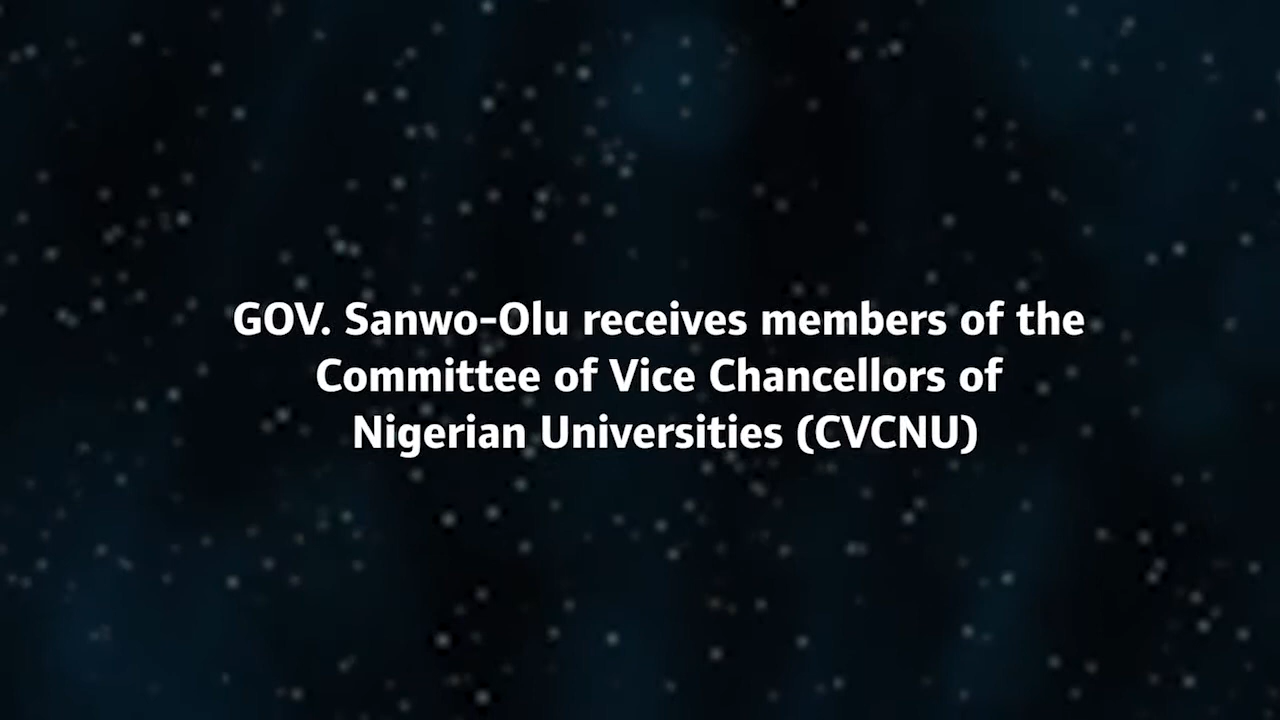 GOV. Sanwo-Olu receives members of the
Committee of Vice Chancellors of
Nigerian Universities (CVCNU)